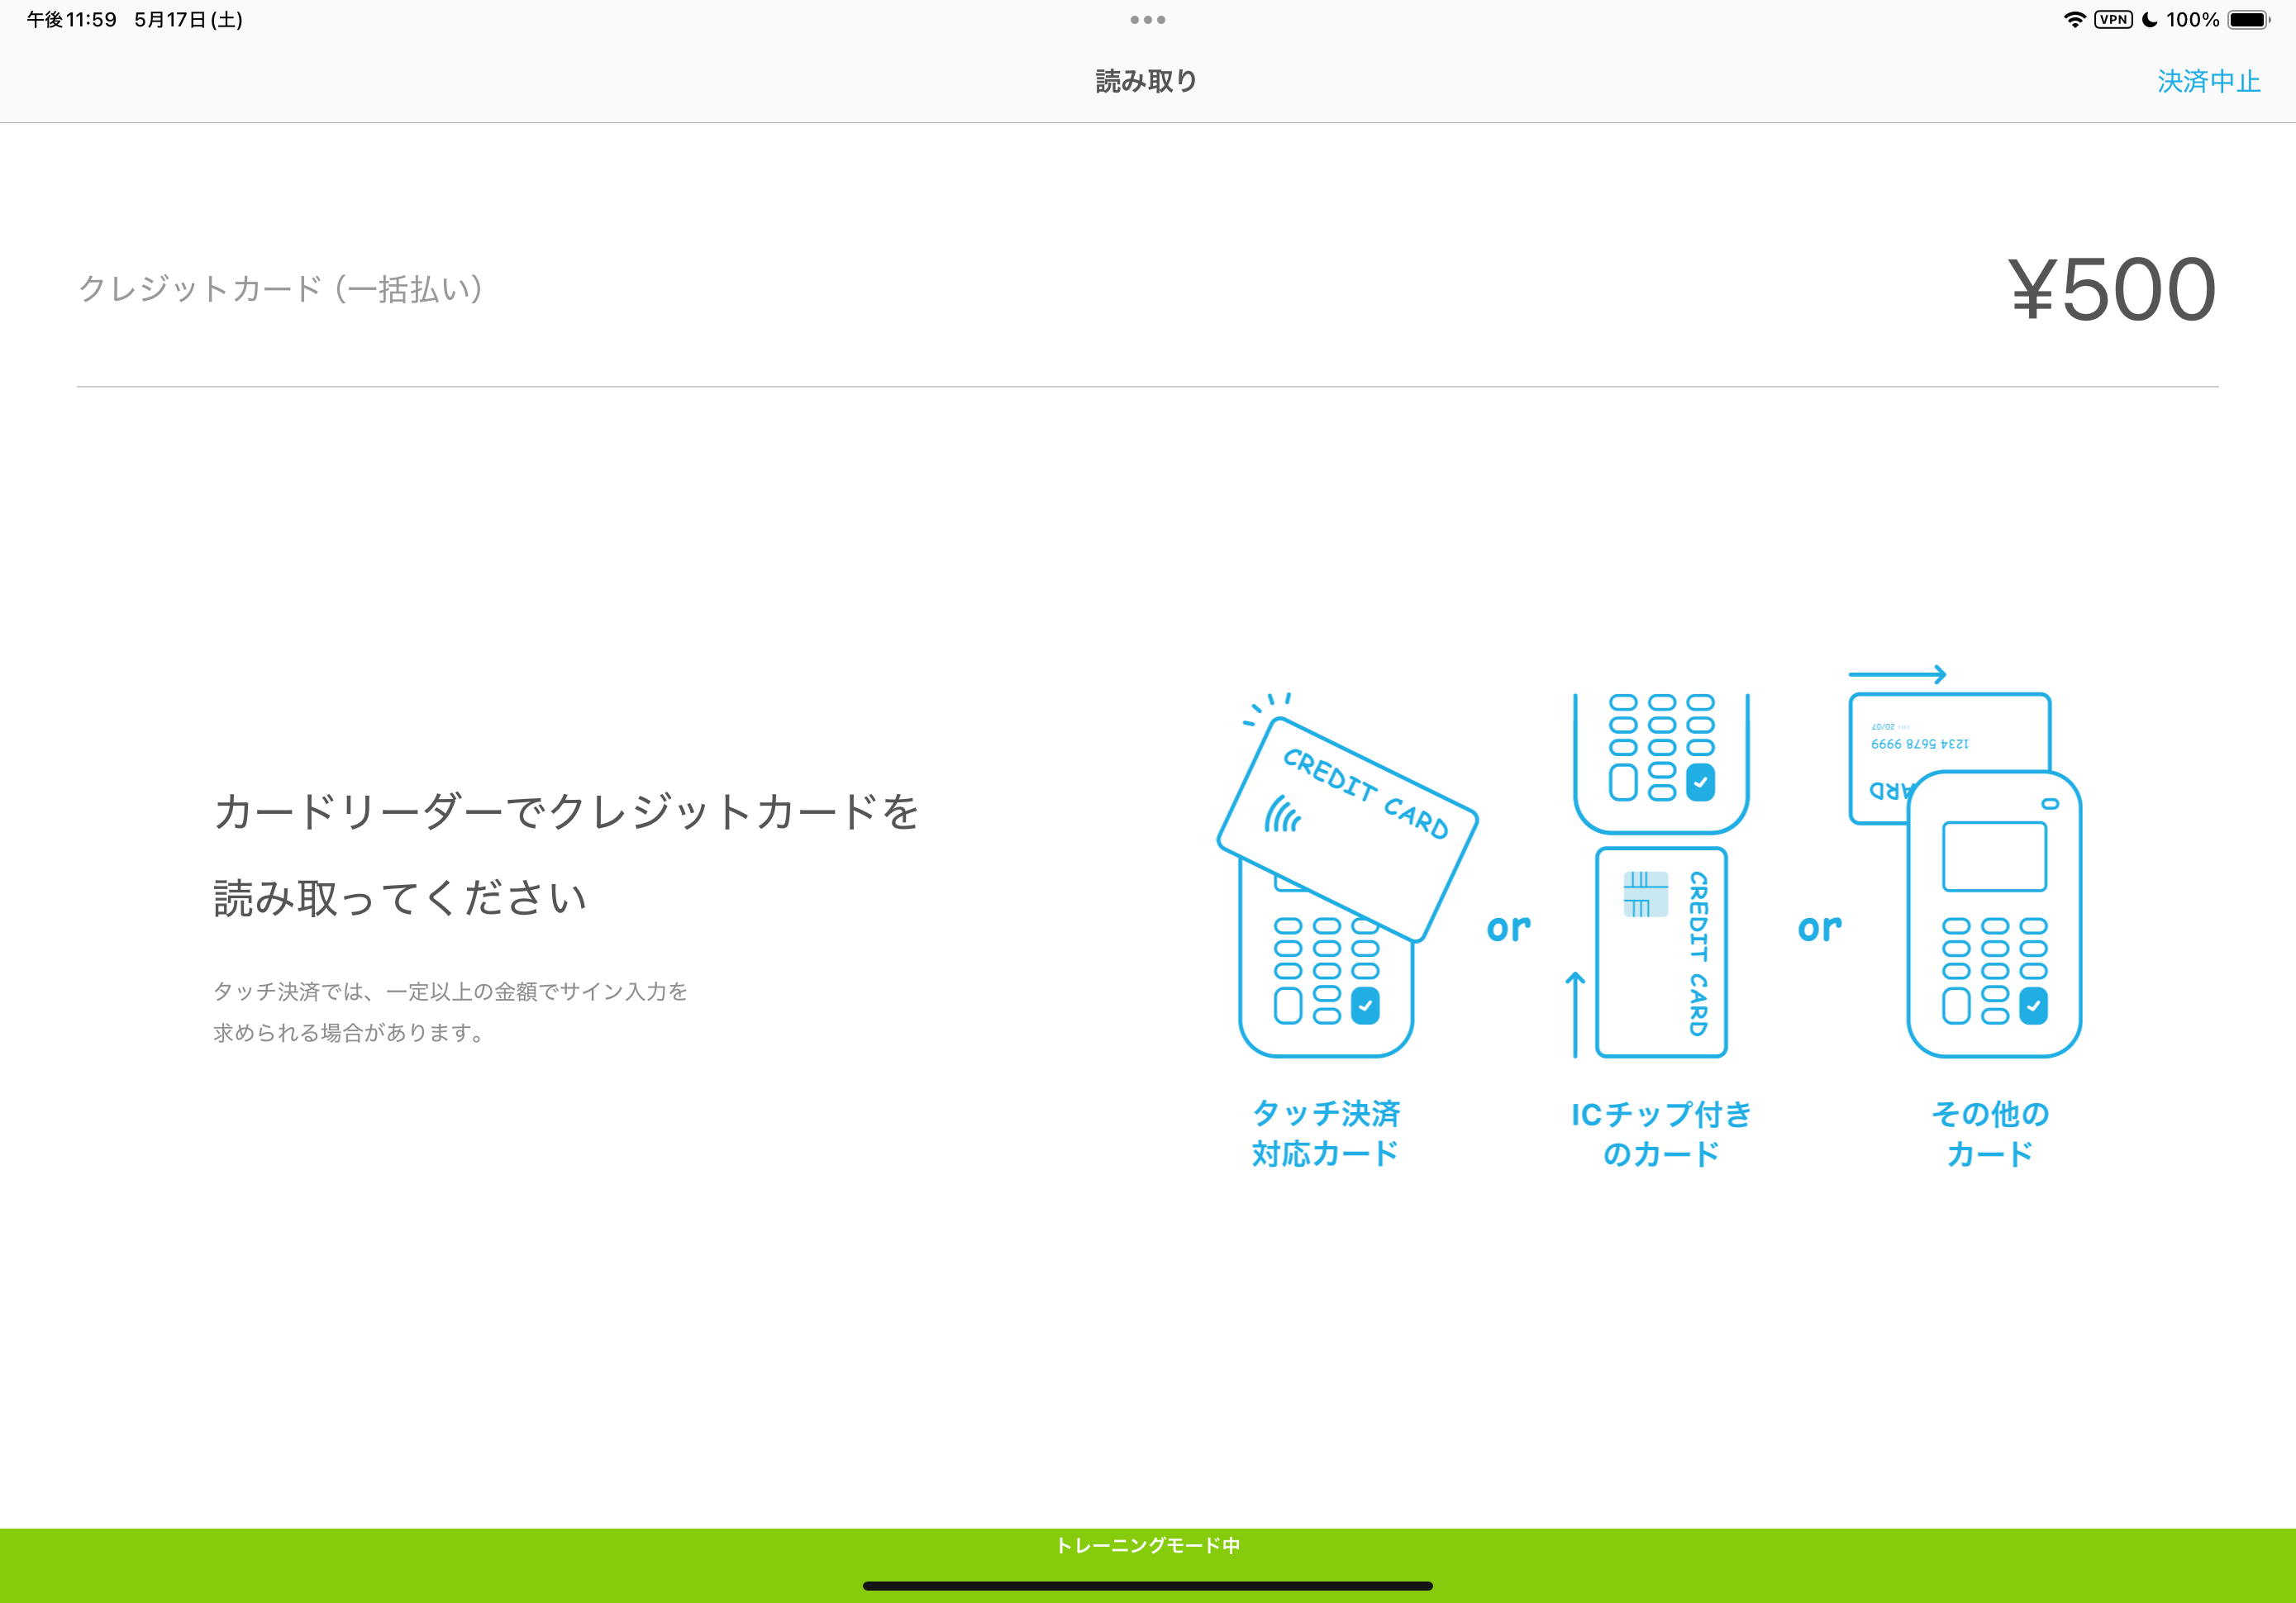 午後11:59 5月17日(土)
VPN 100%
読み取り
決済中止
クレジットカード(一括払い)
¥500
カードリーダーでクレジットカードを
読み取ってください
タッチ決済では、一定以上の金額でサイン入力を
求められる場合があります。
CREDIT CARD
or
CREDIT CARD
or
20/07
1234 5678 9999
ARD
タッチ決済
対応カード
ICチップ付き
のカード
その他の
カード
トレーニングモード中